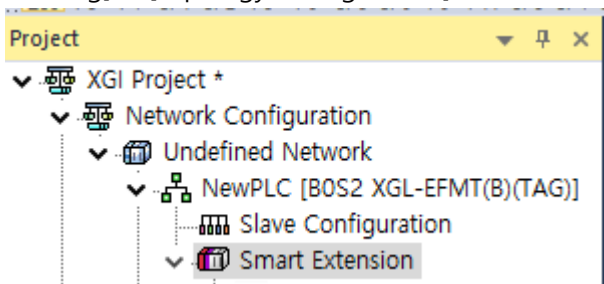 Project
XGI Project *
Network Configuration
Undefined Network
NewPLC [B0S2 XGL-EFMT(B)(TAG)]
Slave Configuration
Smart Extension